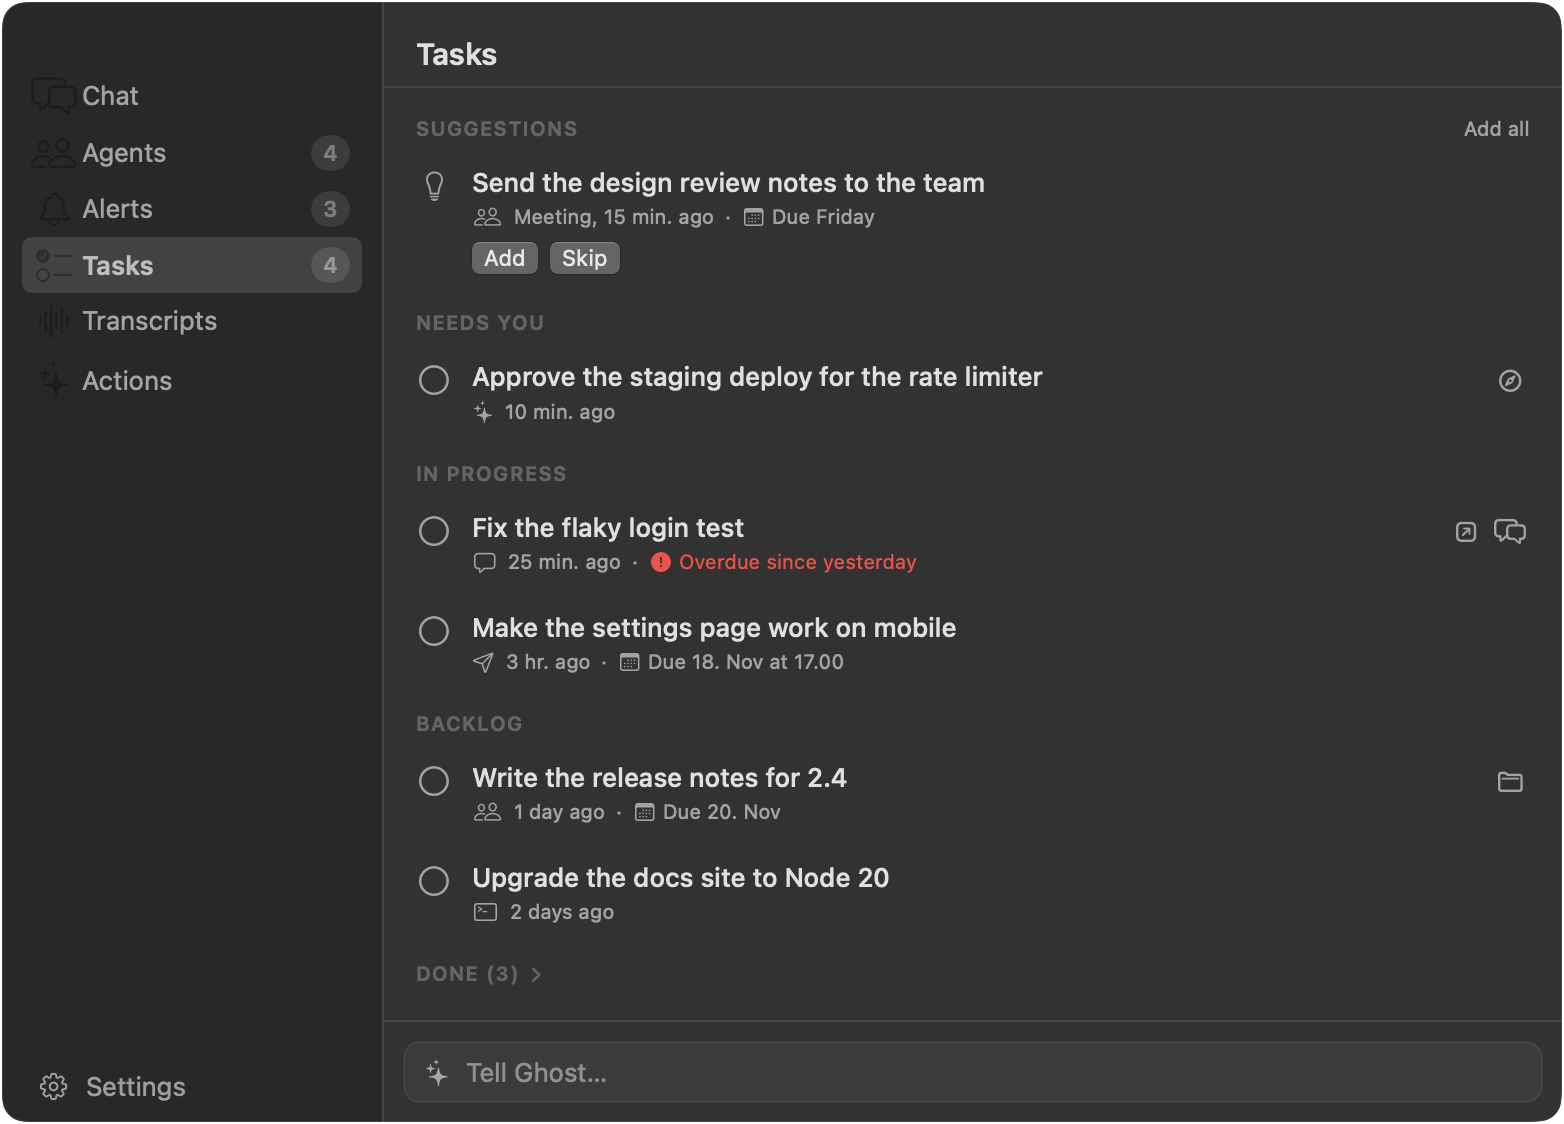 Chat
Agents 4
Alerts 3
Tasks 4
Transcripts
Actions
Settings
Tasks
SUGGESTIONS Add all
Send the design review notes to the team
Meeting, 15 min. ago · Due Friday
Add Skip
NEEDS YOU
Approve the staging deploy for the rate limiter
10 min. ago
IN PROGRESS
Fix the flaky login test
25 min. ago · Overdue since yesterday
Make the settings page work on mobile
3 hr. ago · Due 18. Nov at 17.00
BACKLOG
Write the release notes for 2.4
1 day ago · Due 20. Nov
Upgrade the docs site to Node 20
2 days ago
DONE (3)
Tell Ghost...